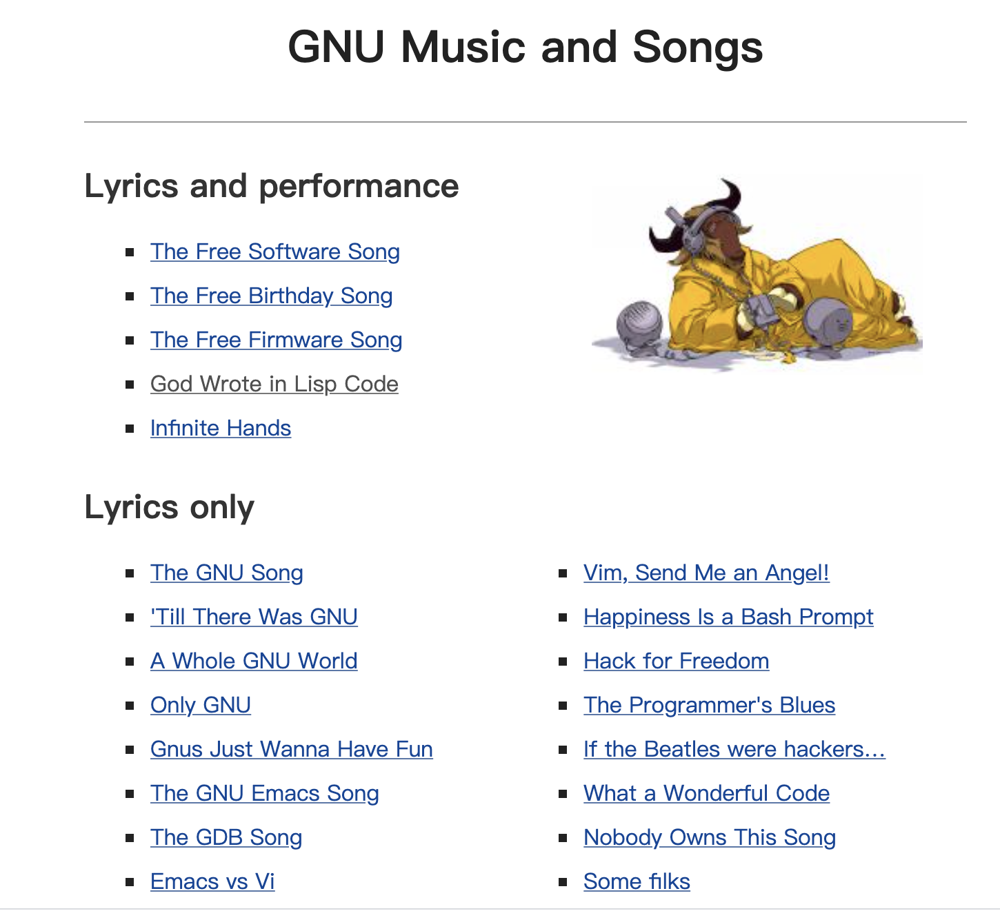 GNU Music and Songs
Lyrics and performance
The Free Software Song
The Free Birthday Song
The Free Firmware Song
God Wrote in Lisp Code
Infinite Hands
Lyrics only
The GNU Song
'Till There Was GNU
A Whole GNU World
Only GNU
Gnus Just Wanna Have Fun
The GNU Emacs Song
The GDB Song
Emacs vs Vi
Vim, Send Me an Angel!
Happiness Is a Bash Prompt
Hack for Freedom
The Programmer's Blues
If the Beatles were hackers…
What a Wonderful Code
Nobody Owns This Song
Some filks